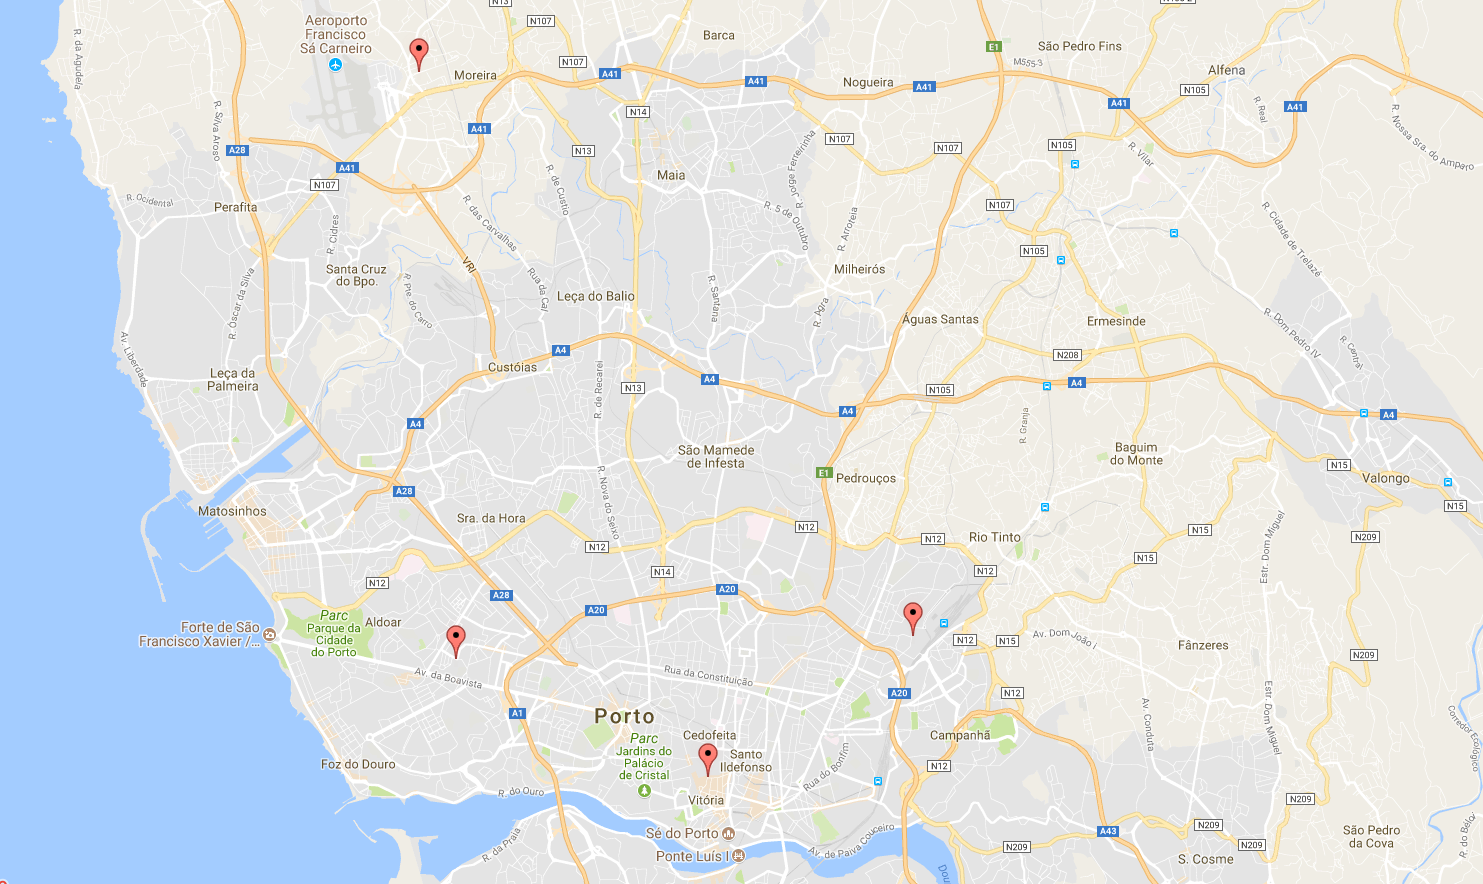 N13
N106-2
Aeroporto
Francisco
Sá Carneiro
N107
R. da Agudela
Barca
E1
São Pedro Fins
M555-3
N107
Moreira
A41
A41
Nogueira
A41
Alfena
N105
A41
A41
R. Real
R. Nossa Sra. do Amparo
R. Silva Aroso
N14
A28
A41
N13
A41
R. Jorge Ferreirinha
N107
N107
N105
R. Vilar
N107
R. de Custio
Maia
R. Ocidental
Perafita
R. Cidres
R. das Carvalhas
R. 5 de Outubro
R. Arroteia
N107
N105
R. Cidade de Trelazé
VRI
Santa Cruz
do Bpo.
R. Óscar da Silva
R. Pte. do Carro
Rua da Cal
Leça do Balio
R. Santana
Milheirós
R. Agra
Águas Santas
Ermesinde
R. Dom Pedro IV
R. Central
Av. Liberdade
A4
Custóias
Leça da
Palmeira
N13
R. de Recarei
A4
N208
N105
A4
A4
A4
A4
R. Granja
São Mamede
de Infesta
E1
Pedrouços
Baguim
do Monte
N15
Valongo
N15
A28
R. Nova do Seixo
Matosinhos
Sra. da Hora
N12
N12
N12
Rio Tinto
N15
N15
N209
Estr. Dom Miguel
N12
N14
A20
N12
A28
A20
Forte de São
Francisco Xavier /...
Parc
Parque da
Cidade
do Porto
Aldoar
Av. da Boavista
Rua da Constituição
N12
N15
Av. Dom João I
Fânzeres
N209
A20
N12
A1
Porto
Cedofeita
Parc
Jardins do
Palácio
de Cristal
Santo
Ildefonso
Campanhã
Av. Conduta
Estr. Dom Miguel
Corredor Ecológico
Foz do Douro
R. do Ouro
Vitória
Rua do Bonfim
N12
N209
Sé do Porto
Ponte Luís I
R. da Praia
Av. de Paiva Couceiro
A43
N209
N209
N209
S. Cosme
São Pedro
da Cova
R. do Beloi
Dou